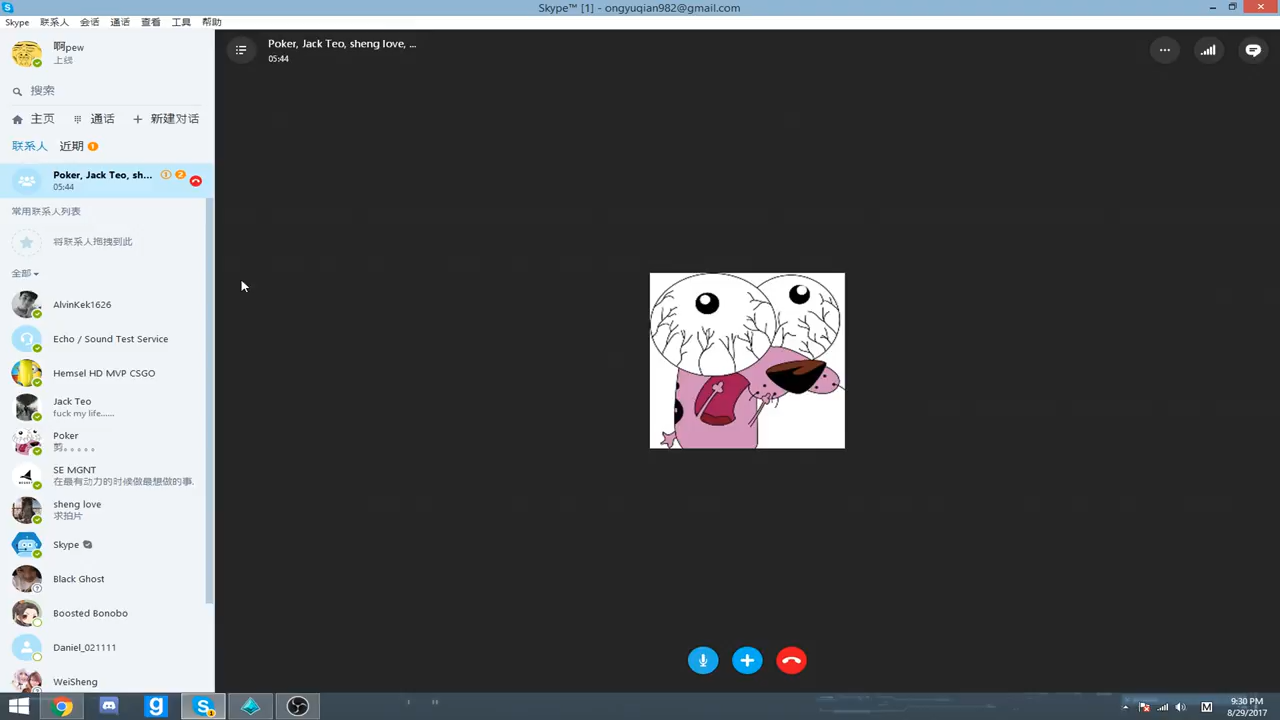 Skype™ [1] - ongyuqian982@gmail.com
Skype 联系人 会话 通话 查看 工具 帮助
啊pew
上线
搜索
主页 通话 新建对话
联系人 近期 1
Poker, Jack Teo, sh... 2
05:44
Poker, Jack Teo, sheng love, ...
05:44
常用联系人列表
将联系人拖拽到此
全部
AlvinKek1626
Echo / Sound Test Service
Hemsel HD MVP CSGO
Jack Teo
fuck my life......
Poker
剪。。。。。
SE MGNT
在最有动力的时候做最想做的事.
sheng love
求拍片
Skype
Black Ghost
Boosted Bonobo
Daniel_021111
WeiSheng
9:30 PM
8/29/2017